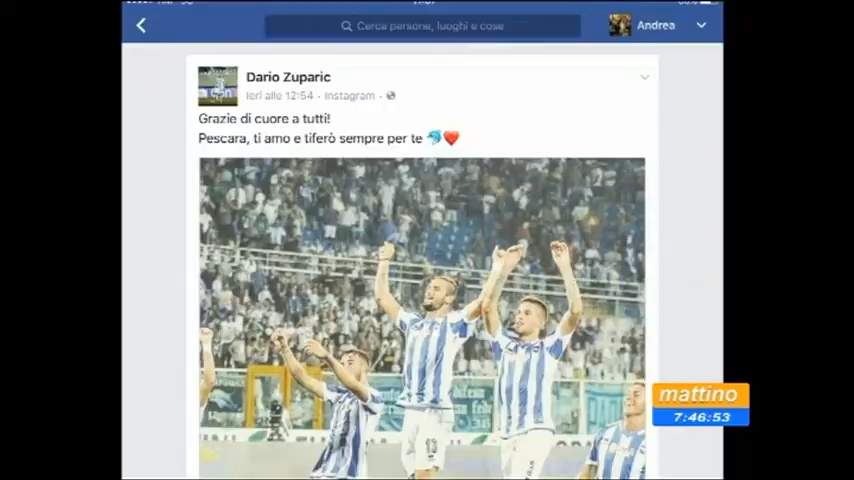 Cerca persone, luoghi e cose
Andrea
Dario Zuparic
Ieri alle 12:54 · Instagram ·
Grazie di cuore a tutti!
Pescara, ti amo e tiferò sempre per te 🐬❤️
mattino
7:46:53